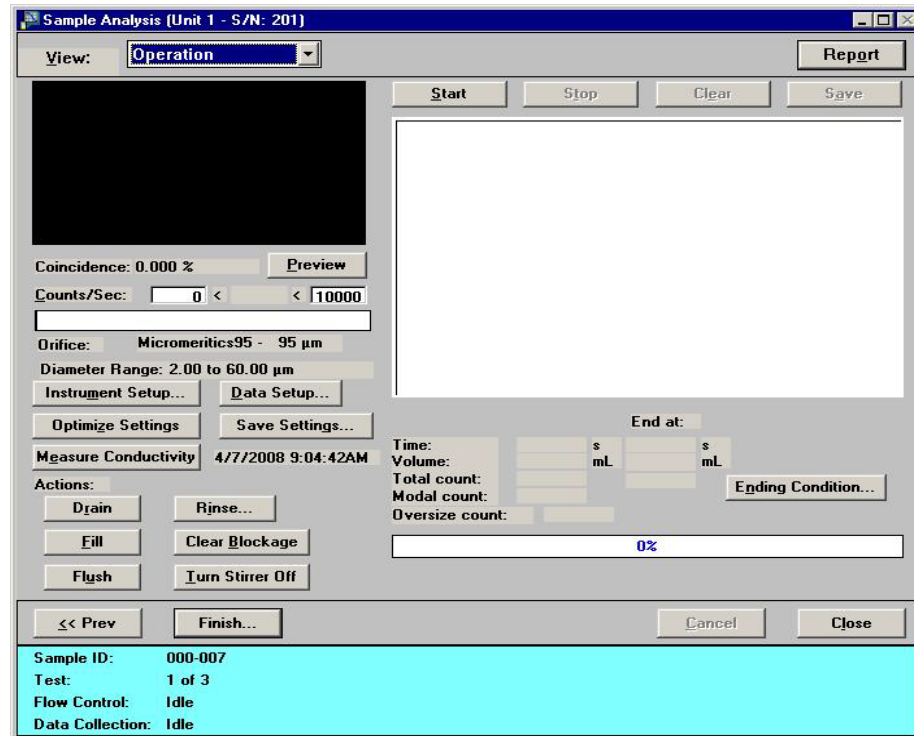 Sample Analysis (Unit 1 - S/N: 201)
View: Operation Report
Start Stop Clear Save
Coincidence: 0.000 % Preview
Counts/Sec: 0 < < 10000
Orifice: Micromeritics95 - 95 µm
Diameter Range: 2.00 to 60.00 µm
Instrument Setup... Data Setup...
Optimize Settings Save Settings...
Measure Conductivity 4/7/2008 9:04:42AM
End at:
Time: s s
Volume: mL mL
Total count:
Modal count:
Oversize count:
Ending Condition...
0%
Actions:
Drain Rinse...
Fill Clear Blockage
Flush Turn Stirrer Off
<< Prev Finish... Cancel Close
Sample ID: 000-007
Test: 1 of 3
Flow Control: Idle
Data Collection: Idle